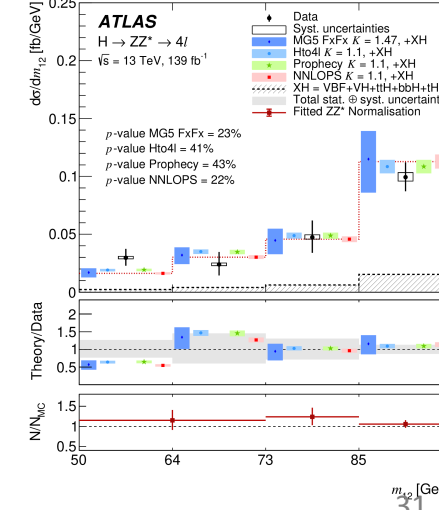 0.25
dσ/dm12 [fb/GeV]
ATLAS
H → ZZ* → 4l
√s = 13 TeV, 139 fb-1
Data
Syst. uncertainties
MG5 FxFx K = 1.47, +XH
Hto4l K = 1.1, +XH
Prophecy K = 1.1, +XH
NNLOPS K = 1.1, +XH
XH = VBF+VH+ttH+bbH+tH
Total stat. ⊕ syst. uncertaint
Fitted ZZ* Normalisation
p-value MG5 FxFx = 23%
p-value Hto4l = 41%
p-value Prophecy = 43%
p-value NNLOPS = 22%
0.2
0.15
0.1
0.05
0
Theory/Data
2
1.5
1
0.5
N/NMC
1.5
1
0.5
50 64 73 85
m12 [Ge
31